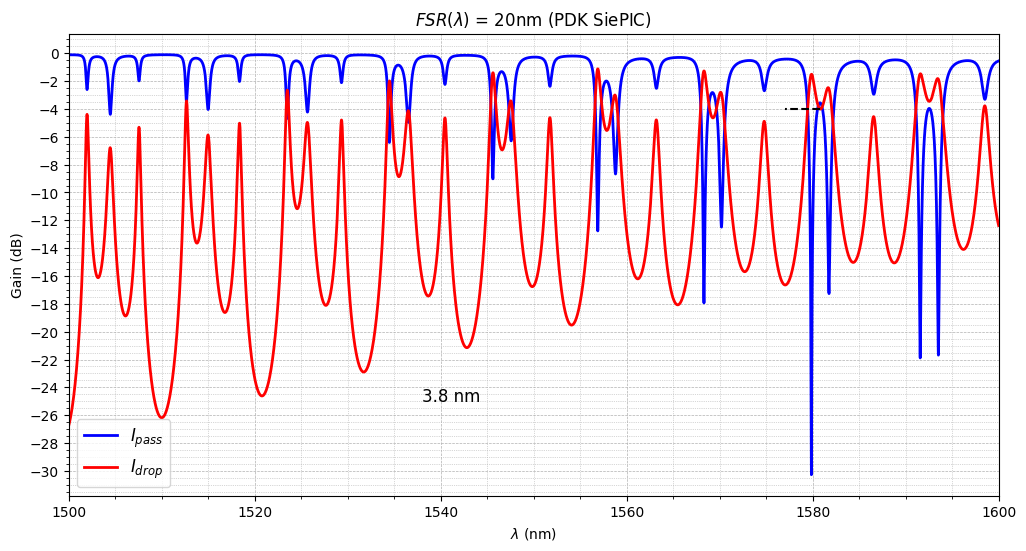 FSR(λ) = 20nm (PDK SiePIC)
Gain (dB)
0
−2
−4
−6
−8
−10
−12
−14
−16
−18
−20
−22
−24
−26
−28
−30
3.8 nm
I_pass
I_drop
1500 1520 1540 1560 1580 1600
λ (nm)